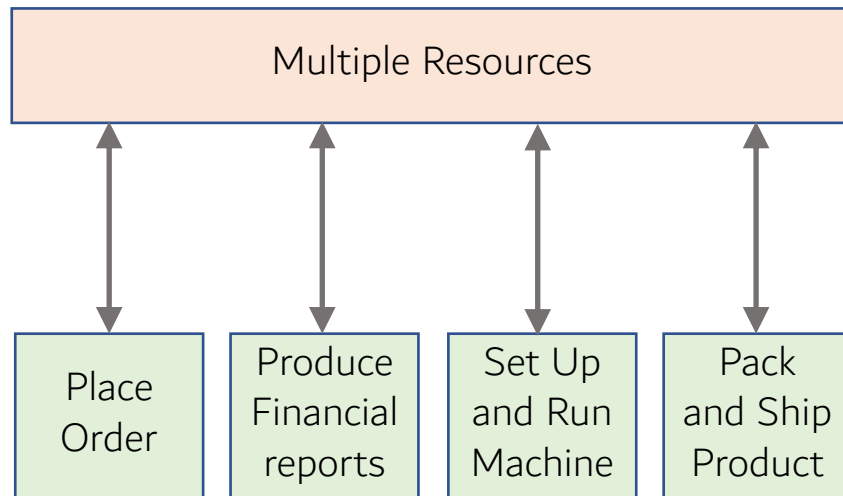 Multiple Resources
Place
Order
Produce
Financial
reports
Set Up
and Run
Machine
Pack
and Ship
Product